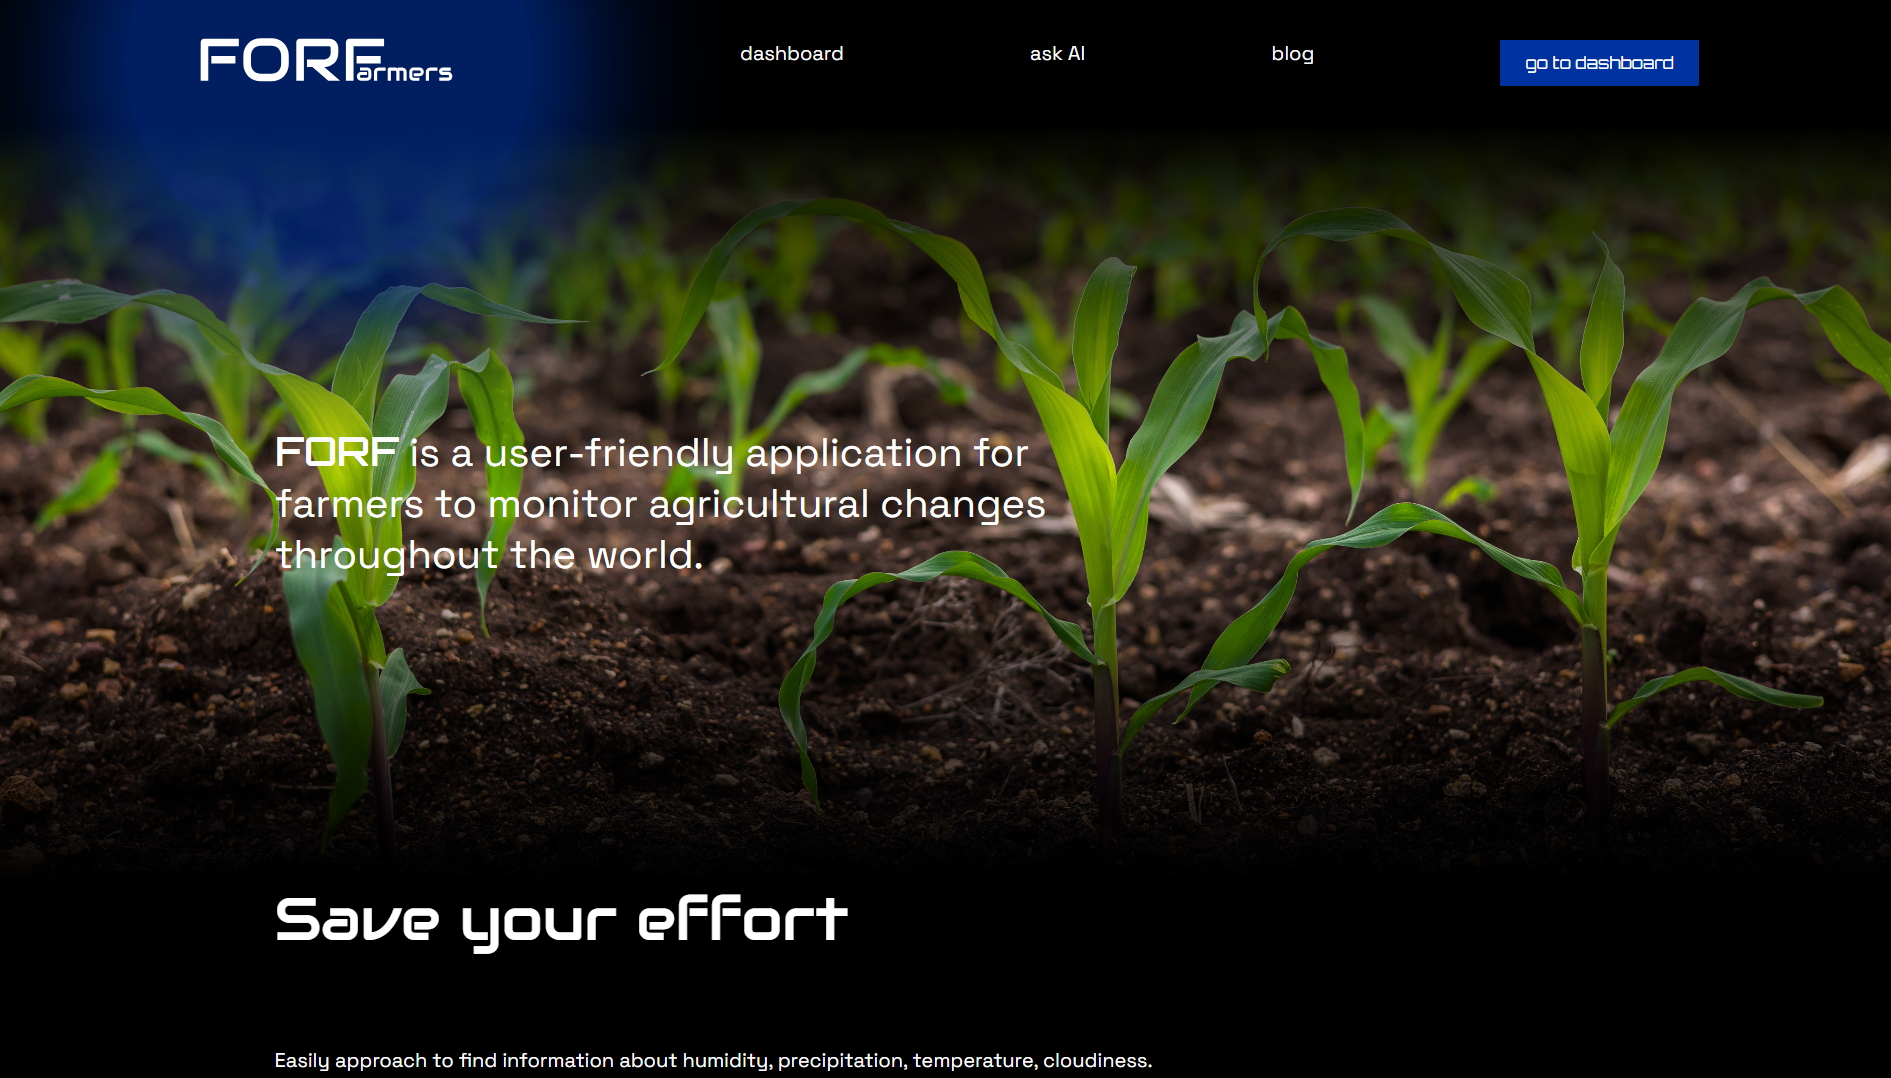 FORFarmers
dashboard
ask AI
blog
go to dashboard
FORF is a user-friendly application for
farmers to monitor agricultural changes
throughout the world.
Save your effort
Easily approach to find information about humidity, precipitation, temperature, cloudiness.